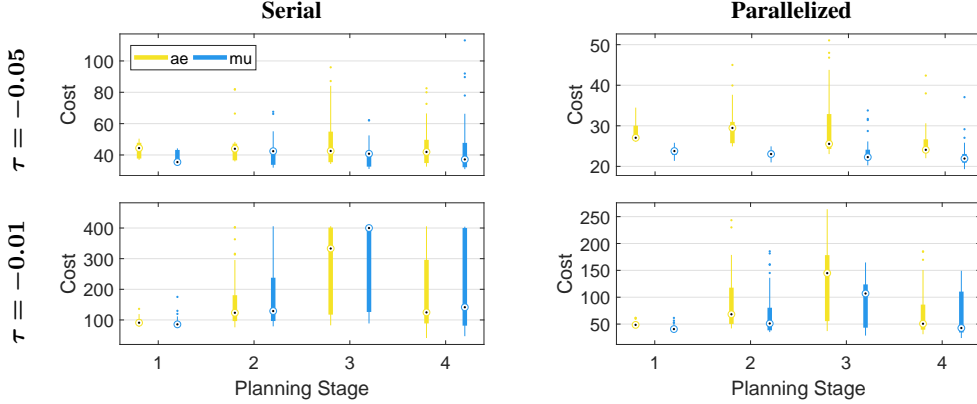 Serial
Parallelized
τ = −0.05
Cost
100
80
60
40
ae
mu
Cost
50
40
30
20
τ = −0.01
Cost
400
300
200
100
1
2
3
4
Planning Stage
Cost
250
200
150
100
50
1
2
3
4
Planning Stage